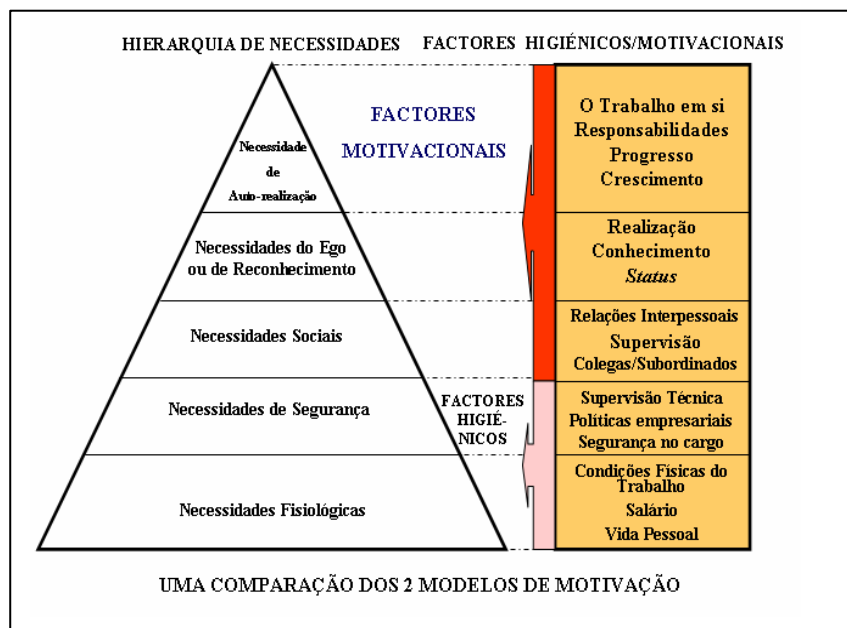 HIERARQUIA DE NECESSIDADES
FACTORES HIGIÉNICOS/MOTIVACIONAIS
FACTORES
MOTIVACIONAIS
Necessidade
de
Auto-realização
O Trabalho em si
Responsabilidades
Progresso
Crescimento
Necessidades do Ego
ou de Reconhecimento
Realização
Conhecimento
Status
Necessidades Sociais
Relações Interpessoais
Supervisão
Colegas/Subordinados
Necessidades de Segurança
FACTORES
HIGIÉ-
NICOS
Supervisão Técnica
Políticas empresariais
Segurança no cargo
Necessidades Fisiológicas
Condições Físicas do
Trabalho
Salário
Vida Pessoal
UMA COMPARAÇÃO DOS 2 MODELOS DE MOTIVAÇÃO